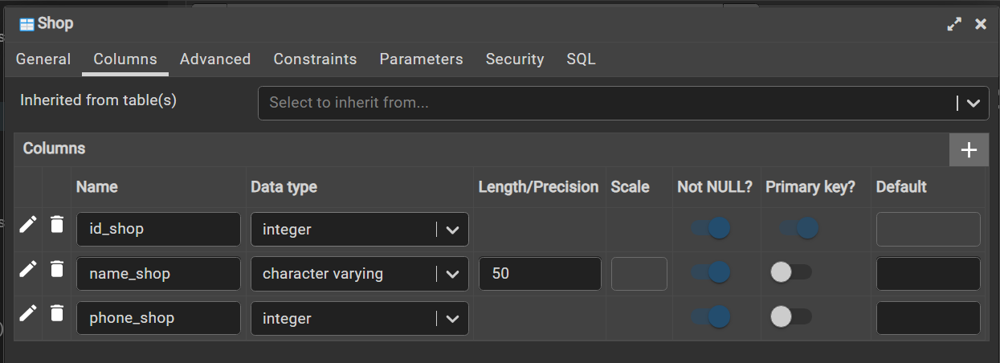 Shop
General Columns Advanced Constraints Parameters Security SQL
Inherited from table(s) Select to inherit from...
Columns
Name Data type Length/Precision Scale Not NULL? Primary key? Default
id_shop integer
name_shop character varying 50
phone_shop integer